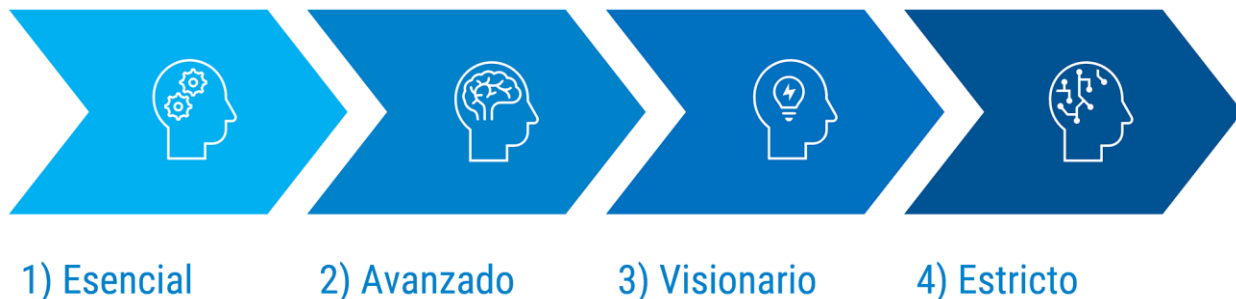 1) Esencial
2) Avanzado
3) Visionario
4) Estricto